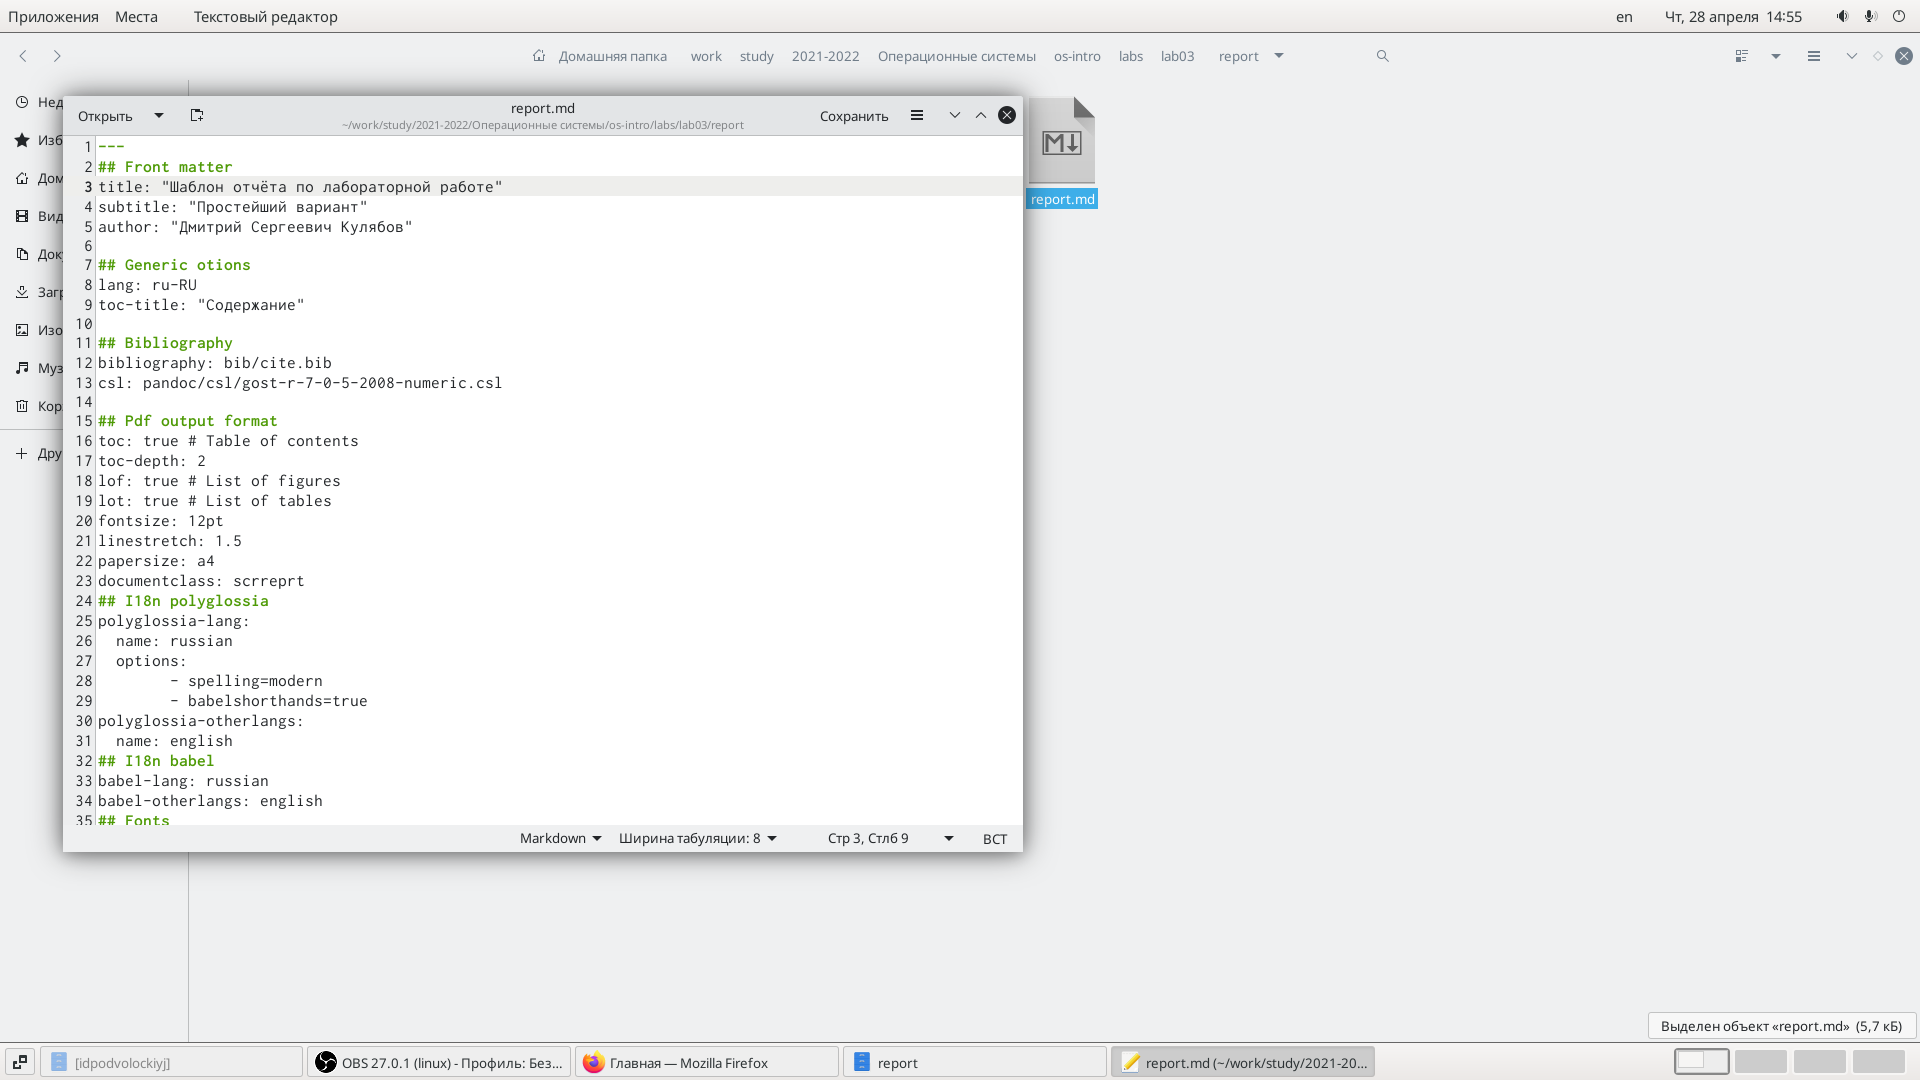 Приложения Места Текстовый редактор en Чт, 28 апреля 14:55
Домашняя папка work study 2021-2022 Операционные системы os-intro labs lab03 report
Нед
Изб
Дом
Вид
Док
Загр
Изо
Муз
Кор
Дру
Открыть report.md Сохранить
~/work/study/2021-2022/Операционные системы/os-intro/labs/lab03/report
1 ---
2 ## Front matter
3 title: "Шаблон отчёта по лабораторной работе"
4 subtitle: "Простейший вариант"
5 author: "Дмитрий Сергеевич Кулябов"
6
7 ## Generic otions
8 lang: ru-RU
9 toc-title: "Содержание"
10
11 ## Bibliography
12 bibliography: bib/cite.bib
13 csl: pandoc/csl/gost-r-7-0-5-2008-numeric.csl
14
15 ## Pdf output format
16 toc: true # Table of contents
17 toc-depth: 2
18 lof: true # List of figures
19 lot: true # List of tables
20 fontsize: 12pt
21 linestretch: 1.5
22 papersize: a4
23 documentclass: scrreprt
24 ## I18n polyglossia
25 polyglossia-lang:
26   name: russian
27   options:
28         - spelling=modern
29         - babelshorthands=true
30 polyglossia-otherlangs:
31   name: english
32 ## I18n babel
33 babel-lang: russian
34 babel-otherlangs: english
35 ## Fonts
Markdown Ширина табуляции: 8 Стр 3, Стлб 9 ВСТ
M
report.md
Выделен объект «report.md» (5,7 кБ)
[idpodvolockiyj] OBS 27.0.1 (linux) - Профиль: Без... Главная — Mozilla Firefox report report.md (~/work/study/2021-20...